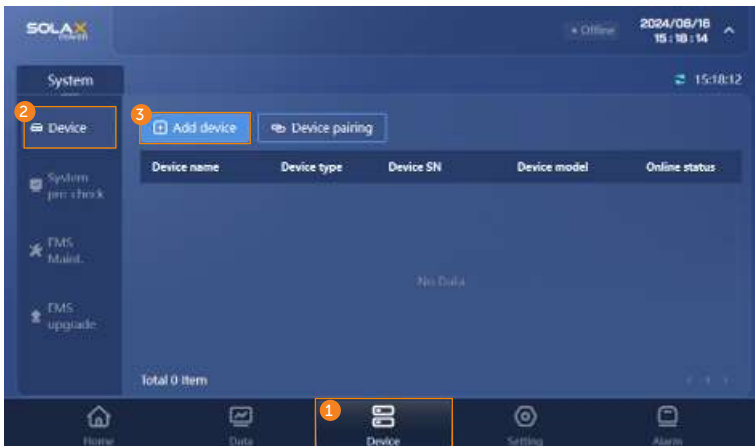 SOLAX
POWER
Offline
2024/06/16
15:18:14
System
15:18:12
2
Device
3
Add device
Device pairing
Device name
Device type
Device SN
Device model
Online status
System
pre-check
EMS
Maint.
No Data
EMS
upgrade
Total 0 Item
1
Home
Data
Device
Setting
Alarm